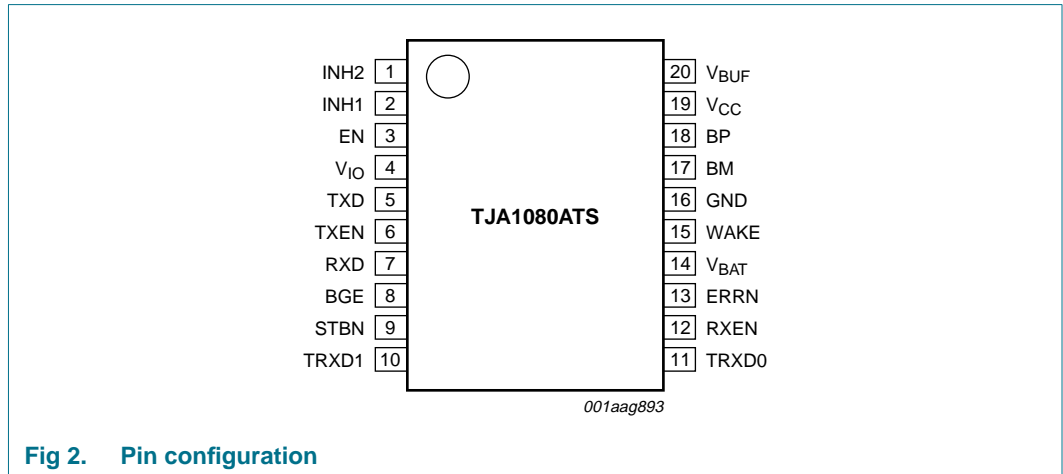 INH2 1
INH1 2
EN 3
VIO 4
TXD 5
TXEN 6
RXD 7
BGE 8
STBN 9
TRXD1 10
TJA1080ATS
20 VBUF
19 VCC
18 BP
17 BM
16 GND
15 WAKE
14 VBAT
13 ERRN
12 RXEN
11 TRXD0
001aag893
Fig 2. Pin configuration